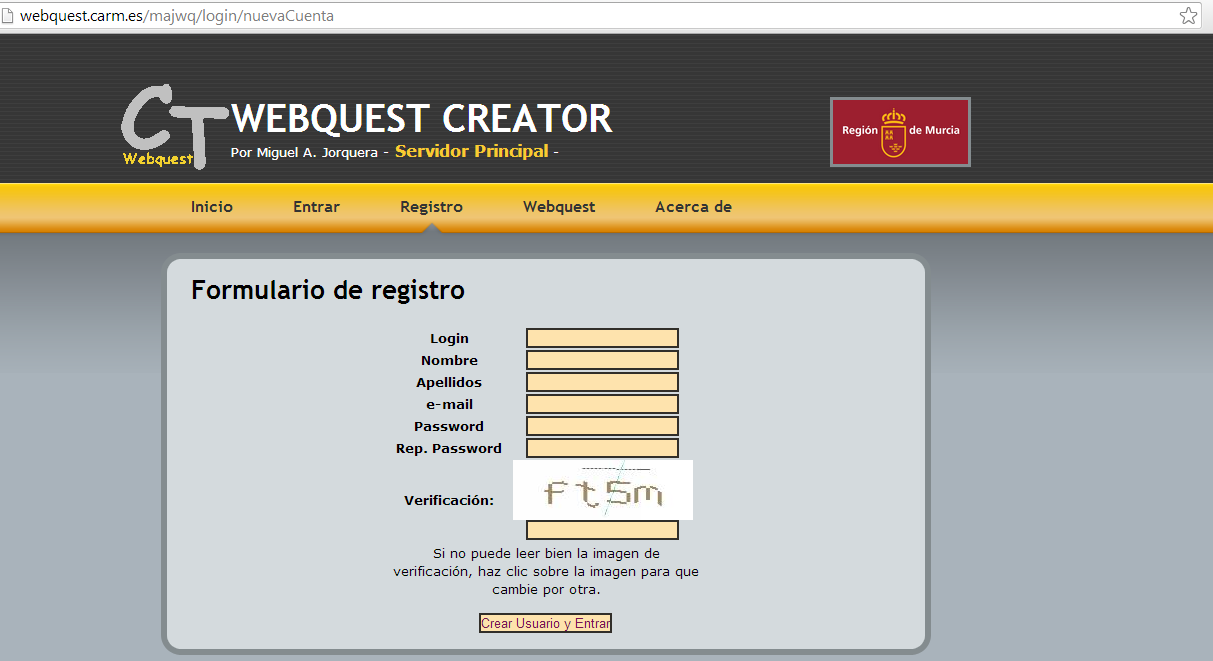 webquest.carm.es/majwq/login/nuevaCuenta
CT
Webquest
WEBQUEST CREATOR
Por Miguel A. Jorquera - Servidor Principal -
Región de Murcia
Inicio Entrar Registro Webquest Acerca de
Formulario de registro
Login
Nombre
Apellidos
e-mail
Password
Rep. Password
Verificación:
ft5m
Si no puede leer bien la imagen de
verificación, haz clic sobre la imagen para que
cambie por otra.
Crear Usuario y Entrar